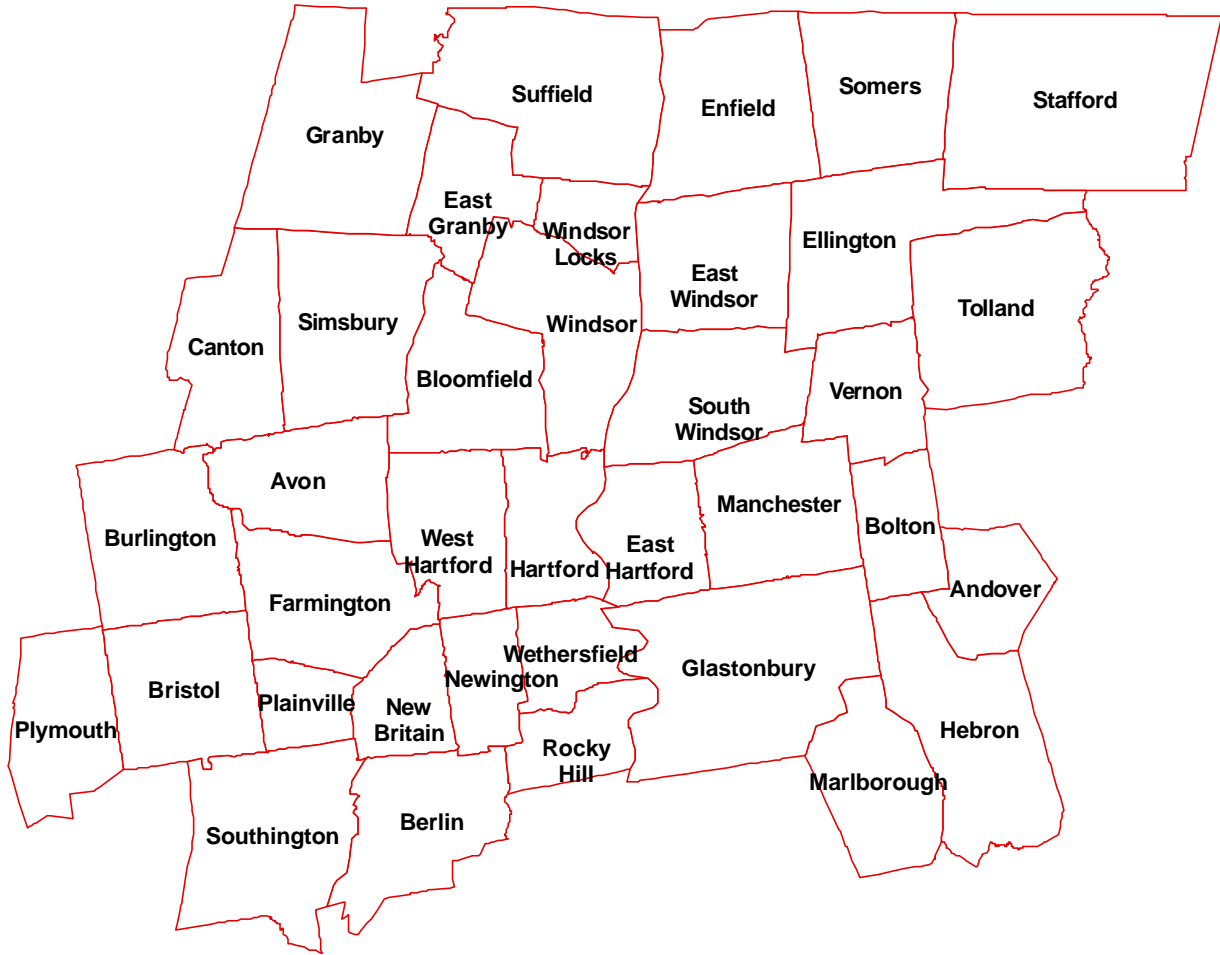 Suffield
Enfield
Somers
Stafford
Granby
East
Granby
Windsor
Locks
Ellington
East
Windsor
Tolland
Canton
Simsbury
Windsor
Bloomfield
South
Windsor
Vernon
Avon
Burlington
West
Hartford
Hartford
East
Hartford
Manchester
Bolton
Andover
Farmington
Wethersfield
Glastonbury
Newington
Bristol
Plainville
New
Britain
Plymouth
Rocky
Hill
Hebron
Marlborough
Southington
Berlin